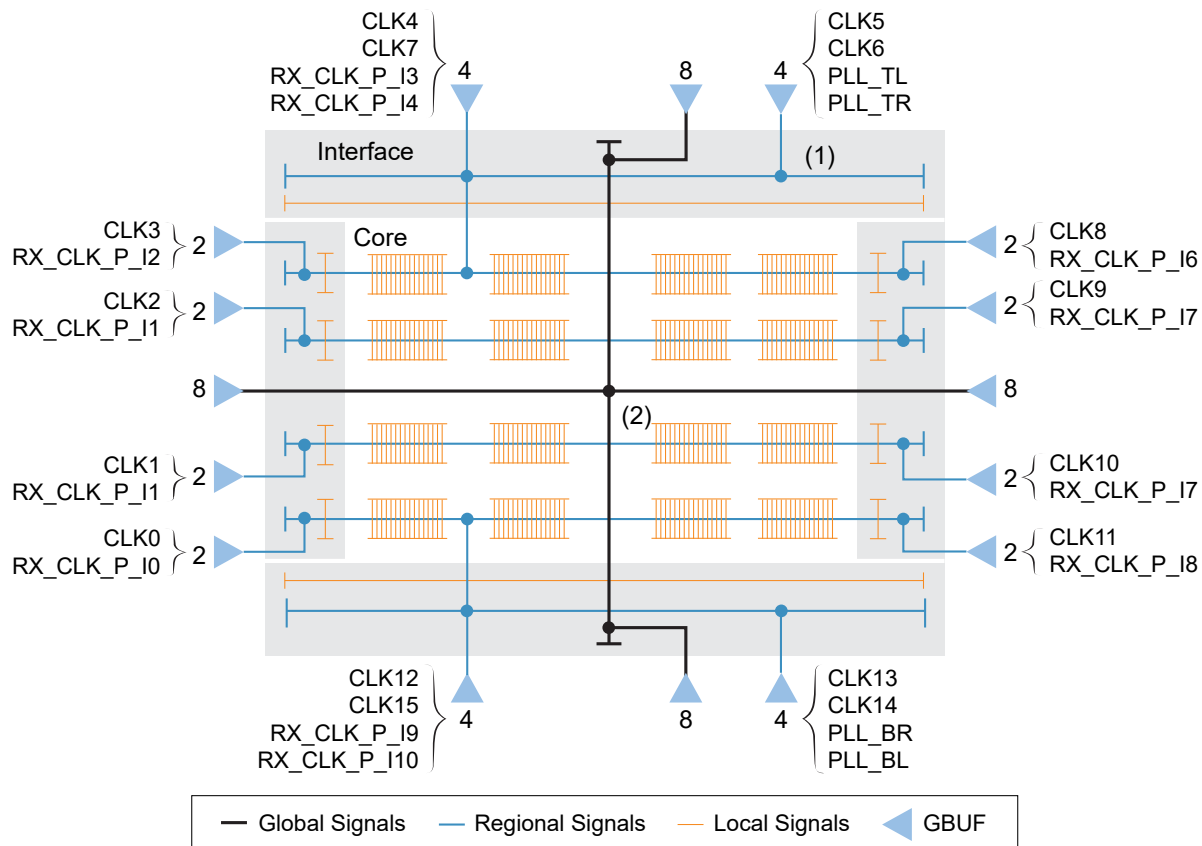 CLK4
CLK7
RX_CLK_P_I3
RX_CLK_P_I4
4
8
4
CLK5
CLK6
PLL_TL
PLL_TR
Interface
(1)
CLK3
RX_CLK_P_I2
2
Core
2
CLK8
RX_CLK_P_I6
CLK2
RX_CLK_P_I1
2
2
CLK9
RX_CLK_P_I7
8
8
(2)
CLK1
RX_CLK_P_I1
2
2
CLK10
RX_CLK_P_I7
CLK0
RX_CLK_P_I0
2
2
CLK11
RX_CLK_P_I8
CLK12
CLK15
RX_CLK_P_I9
RX_CLK_P_I10
4
8
4
CLK13
CLK14
PLL_BR
PLL_BL
Global Signals
Regional Signals
Local Signals
GBUF